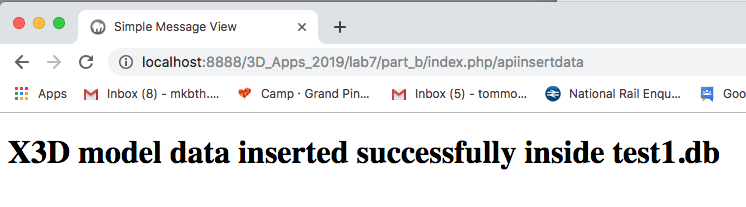 Simple Message View
localhost:8888/3D_Apps_2019/lab7/part_b/index.php/apiinsertdata
Apps Inbox (8) - mkbth.... Camp · Grand Pin... Inbox (5) - tommo... National Rail Enqu... Goo
X3D model data inserted successfully inside test1.db